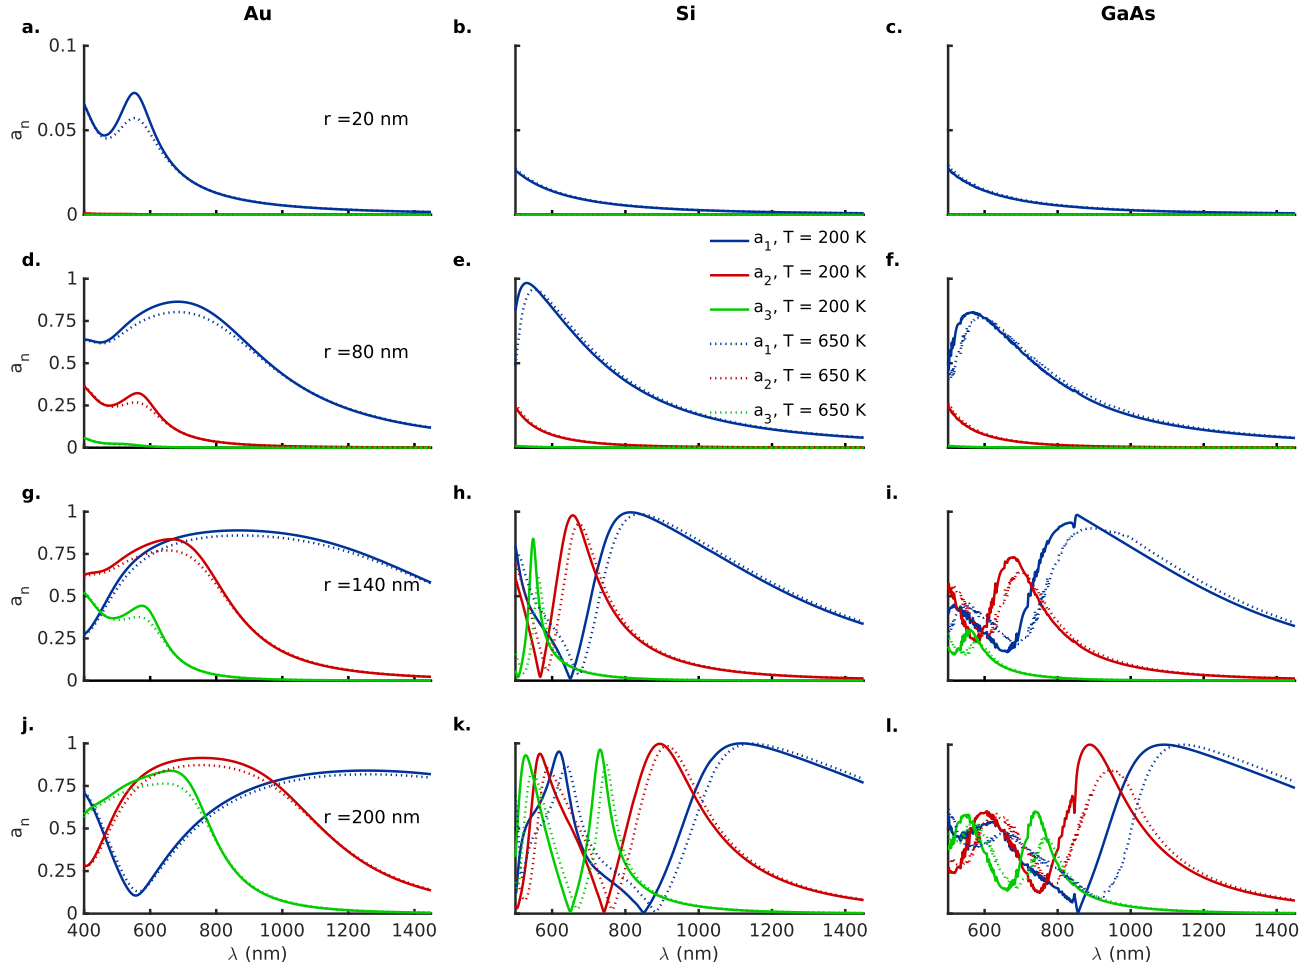 Au
Si
GaAs
a.
b.
c.
0.1
0.05
0
a_n
r =20 nm
a_1, T = 200 K
a_2, T = 200 K
a_3, T = 200 K
a_1, T = 650 K
a_2, T = 650 K
a_3, T = 650 K
d.
e.
f.
1
0.75
0.5
0.25
0
a_n
r =80 nm
g.
h.
i.
1
0.75
0.5
0.25
0
a_n
r =140 nm
j.
k.
l.
1
0.75
0.5
0.25
0
a_n
r =200 nm
400 600 800 1000 1200 1400
600 800 1000 1200 1400
600 800 1000 1200 1400
λ (nm)
λ (nm)
λ (nm)